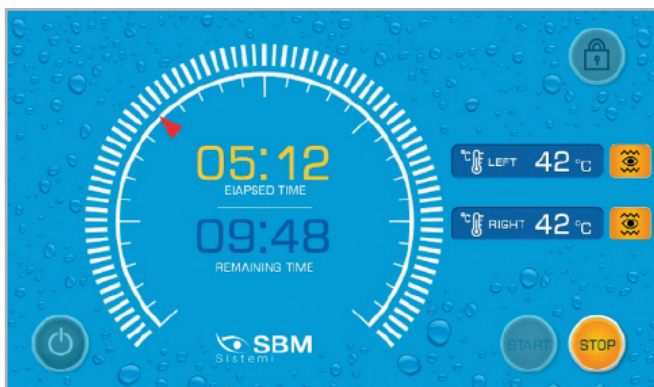 05:12
ELAPSED TIME
09:48
REMAINING TIME
°C LEFT 42 °C
°C RIGHT 42 °C
SBM
Sistemi
START
STOP